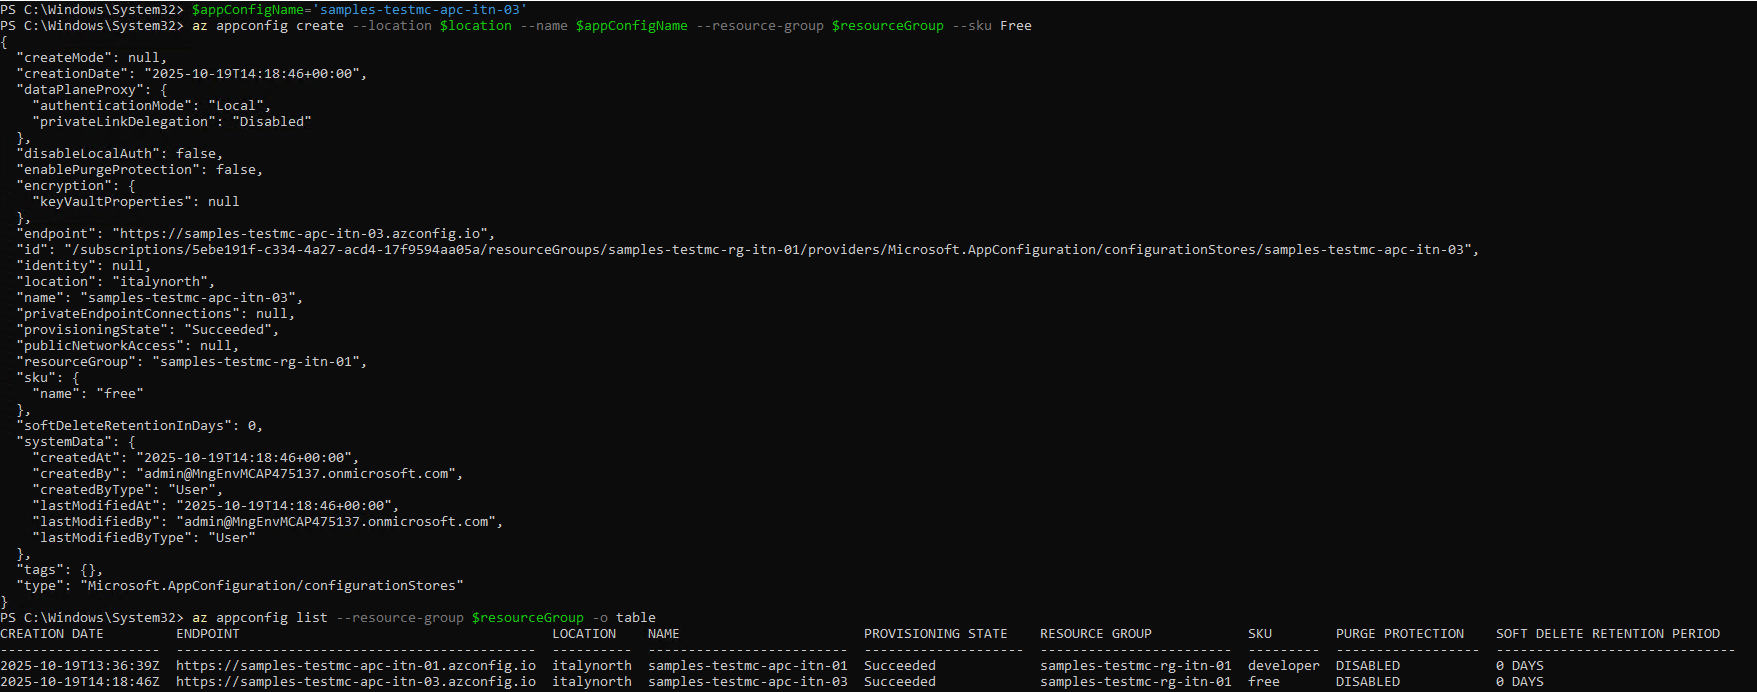 PS C:\Windows\System32> $appConfigName='samples-testmc-apc-itn-03'
PS C:\Windows\System32> az appconfig create --location $location --name $appConfigName --resource-group $resourceGroup --sku Free
{
  "createMode": null,
  "creationDate": "2025-10-19T14:18:46+00:00",
  "dataPlaneProxy": {
    "authenticationMode": "Local",
    "privateLinkDelegation": "Disabled"
  },
  "disableLocalAuth": false,
  "enablePurgeProtection": false,
  "encryption": {
    "keyVaultProperties": null
  },
  "endpoint": "https://samples-testmc-apc-itn-03.azconfig.io",
  "id": "/subscriptions/5ebe191f-c334-4a27-acd4-17f9594aa05a/resourceGroups/samples-testmc-rg-itn-01/providers/Microsoft.AppConfiguration/configurationStores/samples-testmc-apc-itn-03",
  "identity": null,
  "location": "italynorth",
  "name": "samples-testmc-apc-itn-03",
  "privateEndpointConnections": null,
  "provisioningState": "Succeeded",
  "publicNetworkAccess": null,
  "resourceGroup": "samples-testmc-rg-itn-01",
  "sku": {
    "name": "free"
  },
  "softDeleteRetentionInDays": 0,
  "systemData": {
    "createdAt": "2025-10-19T14:18:46+00:00",
    "createdBy": "admin@MngEnvMCAP475137.onmicrosoft.com",
    "createdByType": "User",
    "lastModifiedAt": "2025-10-19T14:18:46+00:00",
    "lastModifiedBy": "admin@MngEnvMCAP475137.onmicrosoft.com",
    "lastModifiedByType": "User"
  },
  "tags": {},
  "type": "Microsoft.AppConfiguration/configurationStores"
}
PS C:\Windows\System32> az appconfig list --resource-group $resourceGroup -o table
CREATION DATE         ENDPOINT                                       LOCATION    NAME                       PROVISIONING STATE    RESOURCE GROUP            SKU        PURGE PROTECTION    SOFT DELETE RETENTION PERIOD
--------------------  ---------------------------------------------  ----------  -------------------------  --------------------  ------------------------  ---------  ------------------  ------------------------------
2025-10-19T13:36:39Z  https://samples-testmc-apc-itn-01.azconfig.io  italynorth  samples-testmc-apc-itn-01  Succeeded             samples-testmc-rg-itn-01  developer  DISABLED            0 DAYS
2025-10-19T14:18:46Z  https://samples-testmc-apc-itn-03.azconfig.io  italynorth  samples-testmc-apc-itn-03  Succeeded             samples-testmc-rg-itn-01  free       DISABLED            0 DAYS